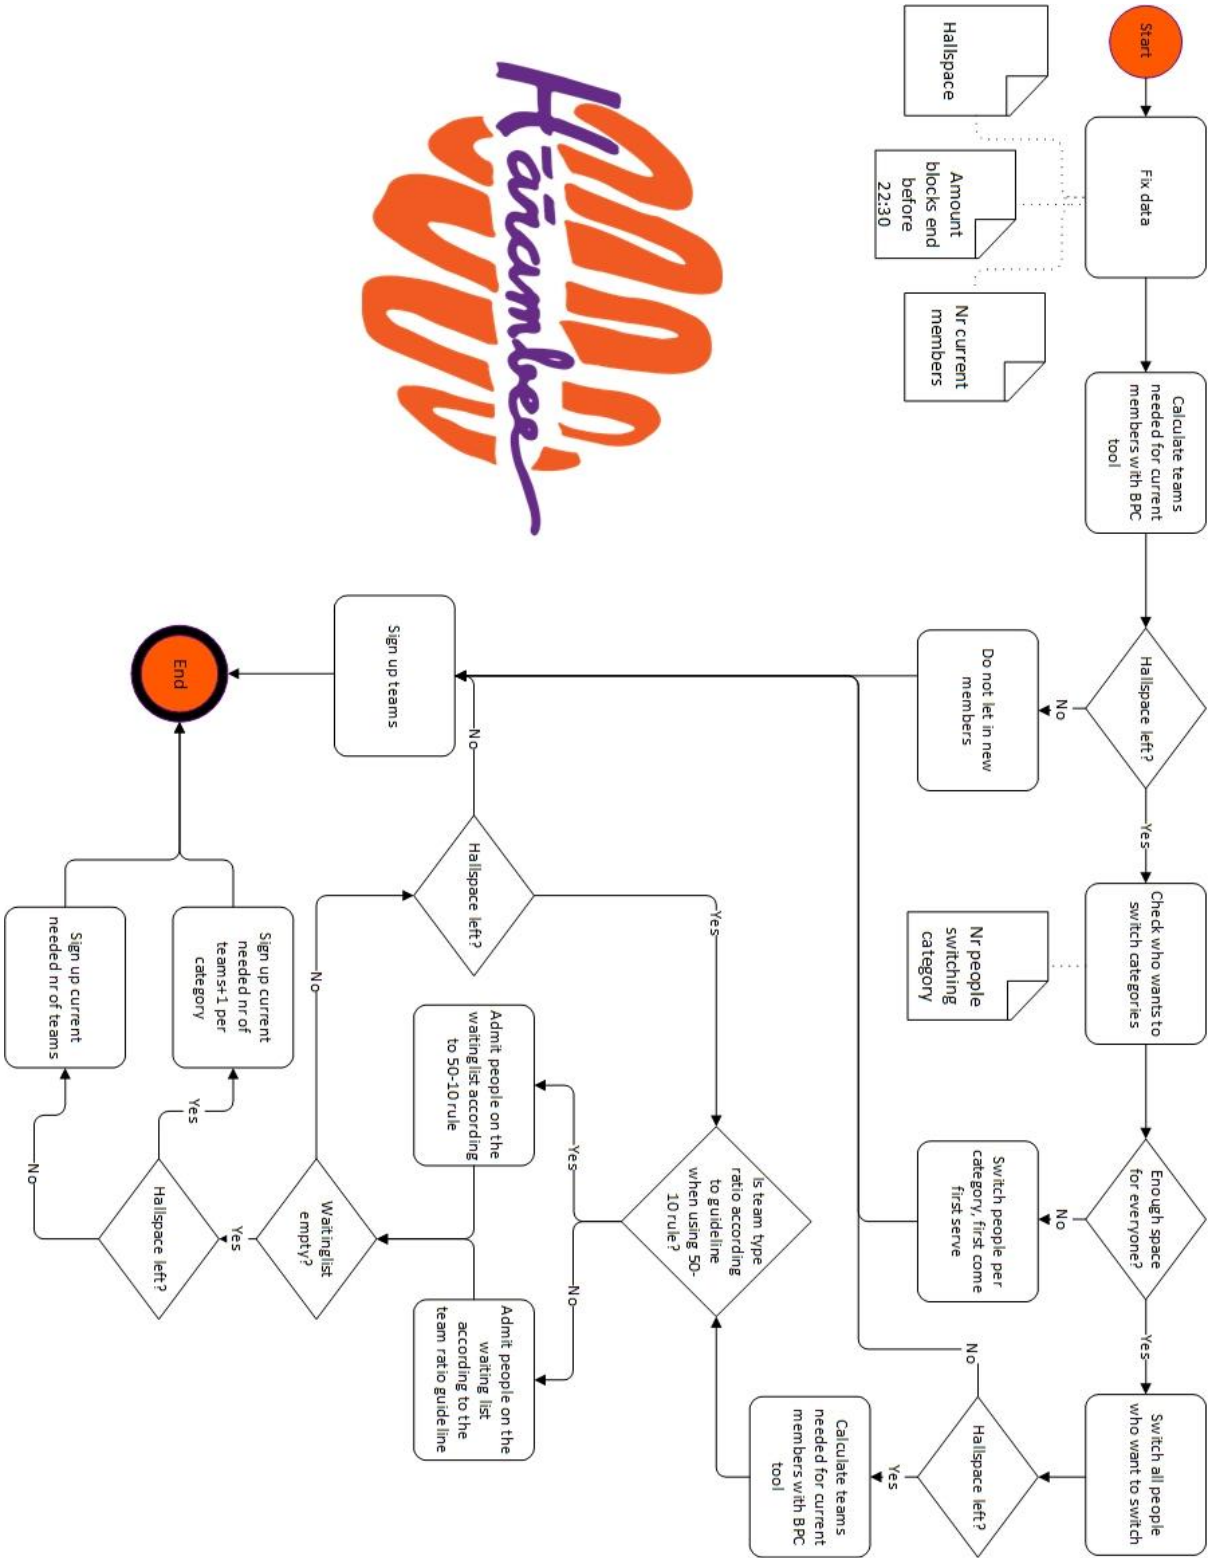 Start
Fix data
Hallspace
Amount
blocks end
before
22:30
Nr current
members
Calculate teams
needed for current
members with BPC
tool
Hallspace left?
No
Do not let in new
members
Yes
Check who wants to
switch categories
Nr people
switching
category
Enough space
for everyone?
No
Switch people per
category, first come
first serve
Yes
Switch all people
who want to switch
Hallspace left?
No
Yes
Calculate teams
needed for current
members with BPC
tool
Is team type
ratio according
to guideline
when using 50-
10 rule?
Yes
No
Admit people on the
waiting list according
to 50-10 rule
Admit people on the
waiting list
according to the
team ratio guideline
Waitinglist
empty?
No
Yes
Hallspace left?
Yes
No
Hallspace left?
Yes
No
Sign up current
needed nr of
teams+1 per
category
Sign up current
needed nr of teams
Sign up teams
End
Hārambee